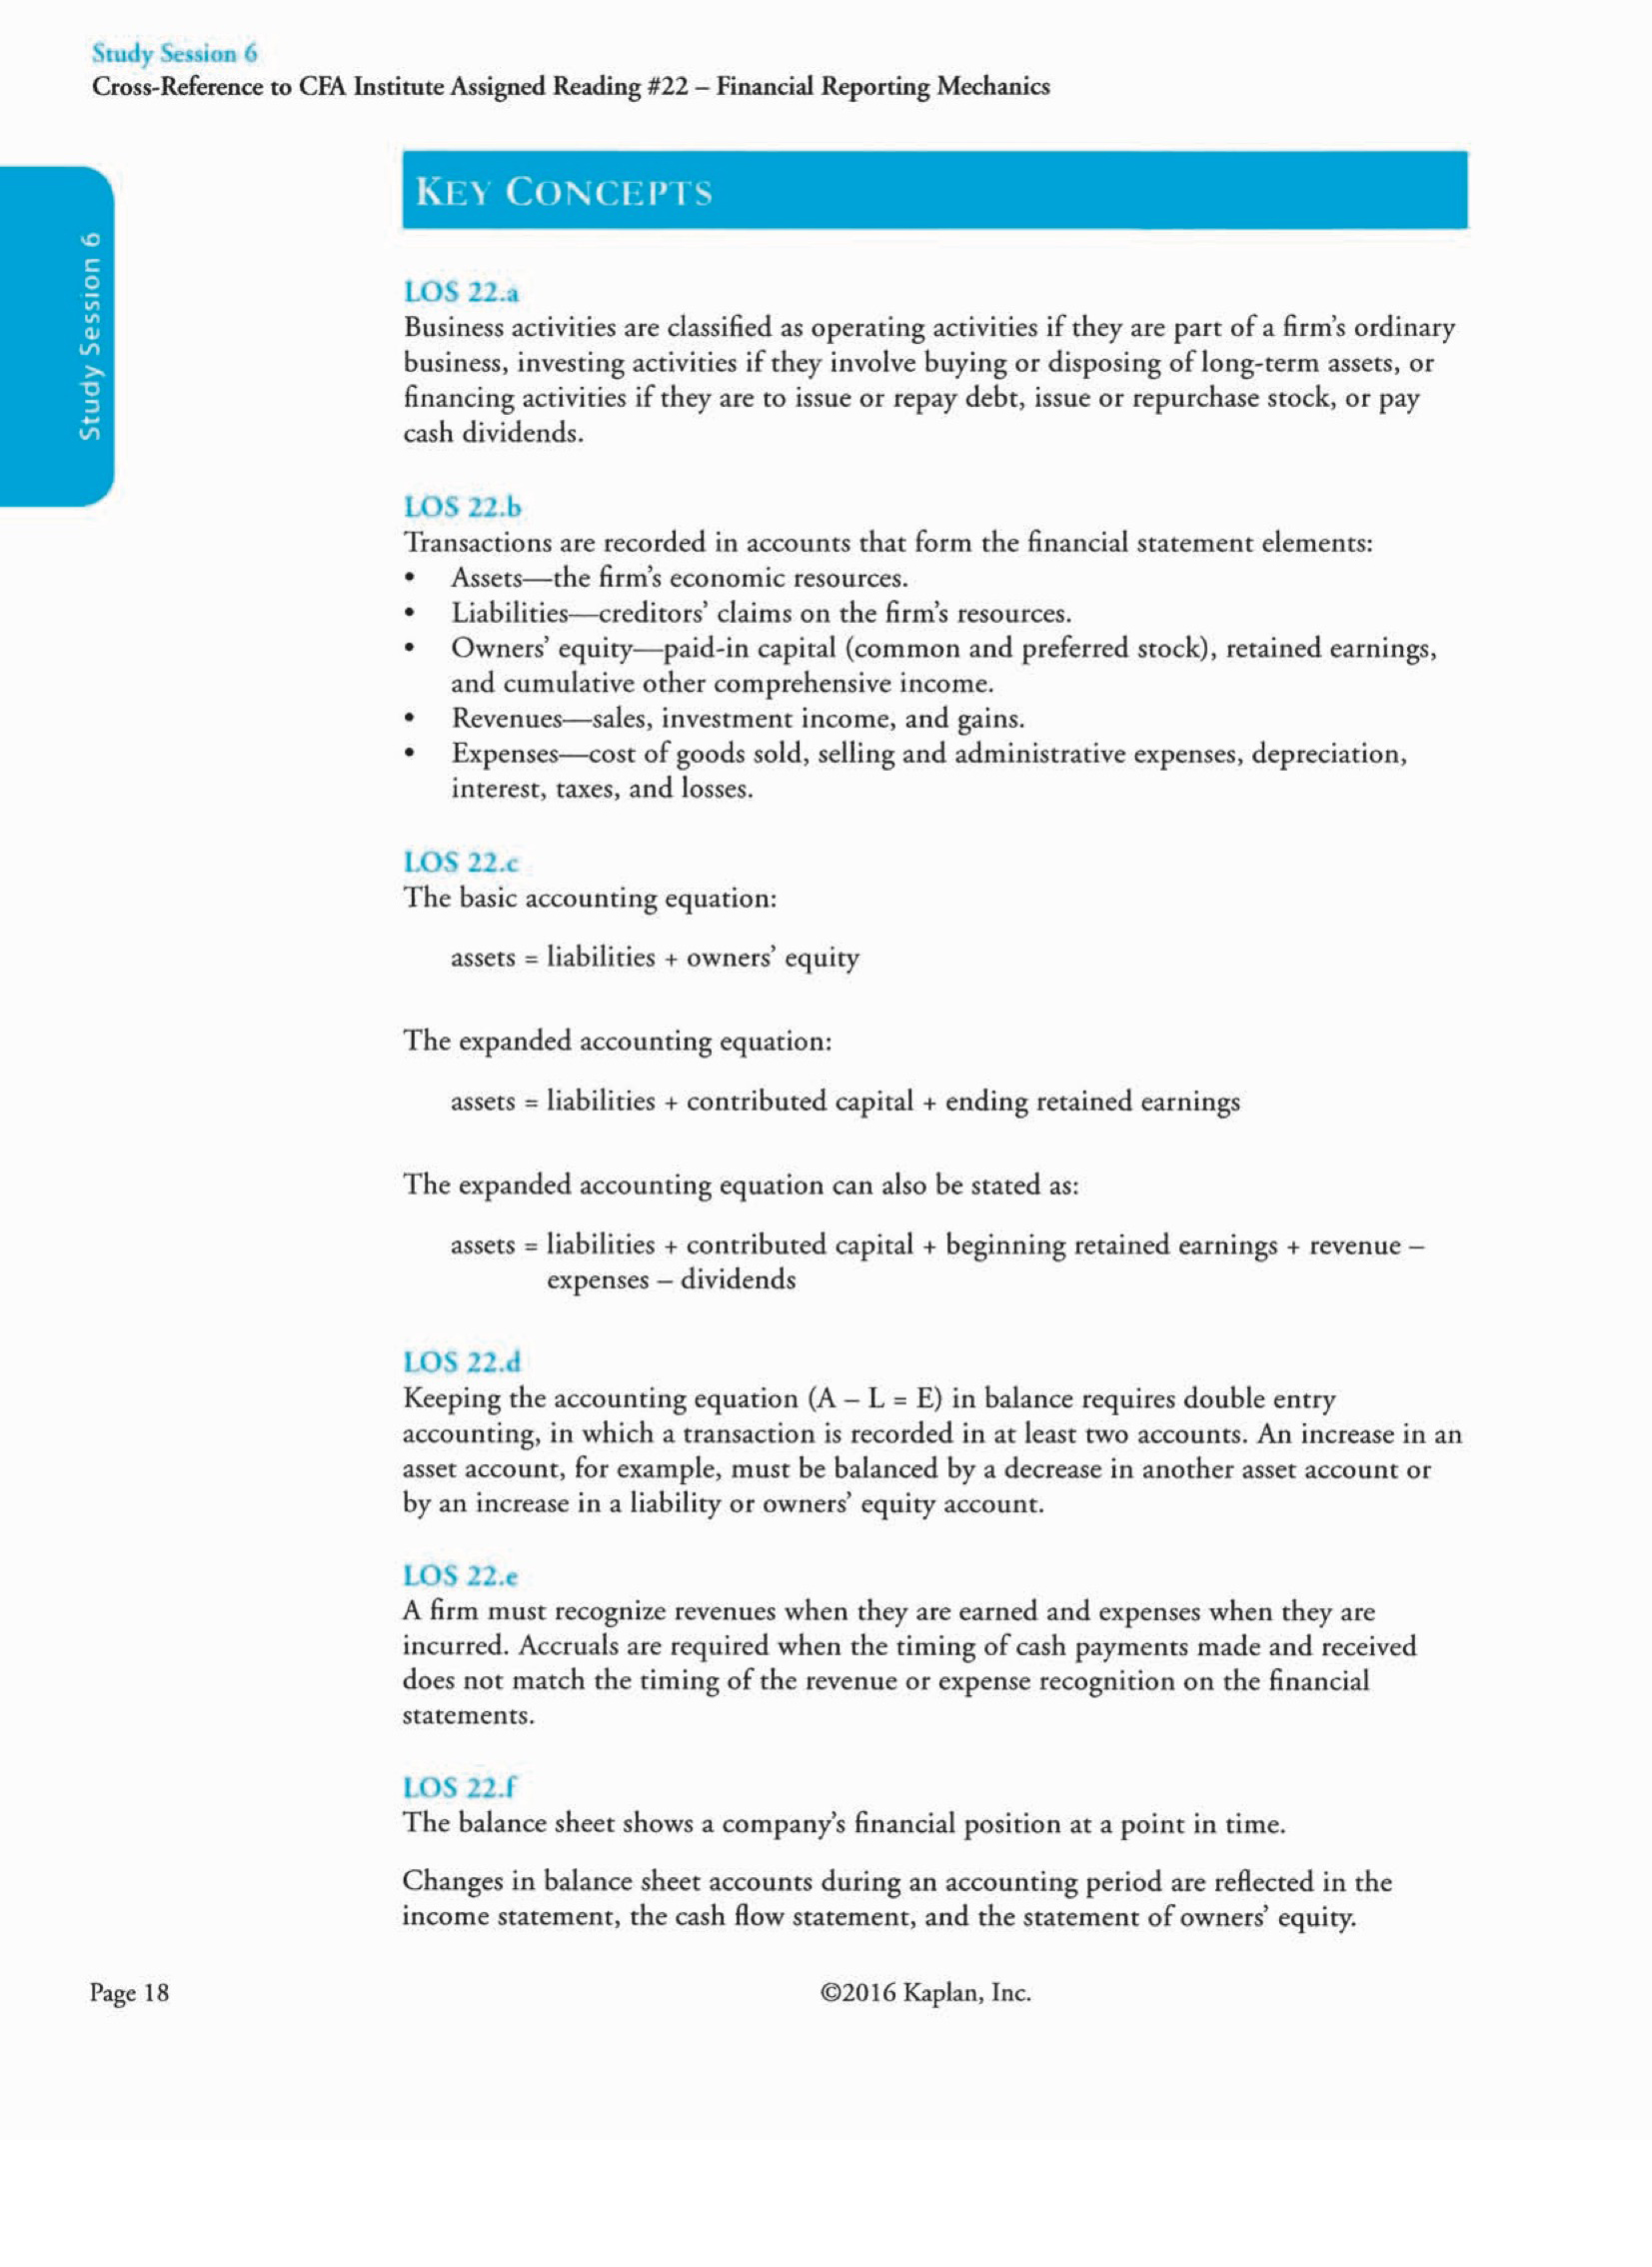 Study Session 6
Cross-Reference to CFA Institute Assigned Reading #22 – Financial Reporting Mechanics
Study Session 6
KEY CONCEPTS
LOS 22.a
Business activities are classified as operating activities if they are part of a firm's ordinary
business, investing activities if they involve buying or disposing of long-term assets, or
financing activities if they are to issue or repay debt, issue or repurchase stock, or pay
cash dividends.
LOS 22.b
Transactions are recorded in accounts that form the financial statement elements:
• Assets—the firm's economic resources.
• Liabilities—creditors' claims on the firm's resources.
• Owners' equity—paid-in capital (common and preferred stock), retained earnings,
and cumulative other comprehensive income.
• Revenues—sales, investment income, and gains.
• Expenses—cost of goods sold, selling and administrative expenses, depreciation,
interest, taxes, and losses.
LOS 22.c
The basic accounting equation:
assets = liabilities + owners' equity
The expanded accounting equation:
assets = liabilities + contributed capital + ending retained earnings
The expanded accounting equation can also be stated as:
assets = liabilities + contributed capital + beginning retained earnings + revenue –
expenses – dividends
LOS 22.d
Keeping the accounting equation (A – L = E) in balance requires double entry
accounting, in which a transaction is recorded in at least two accounts. An increase in an
asset account, for example, must be balanced by a decrease in another asset account or
by an increase in a liability or owners' equity account.
LOS 22.e
A firm must recognize revenues when they are earned and expenses when they are
incurred. Accruals are required when the timing of cash payments made and received
does not match the timing of the revenue or expense recognition on the financial
statements.
LOS 22.f
The balance sheet shows a company's financial position at a point in time.
Changes in balance sheet accounts during an accounting period are reflected in the
income statement, the cash flow statement, and the statement of owners' equity.
Page 18
©2016 Kaplan, Inc.